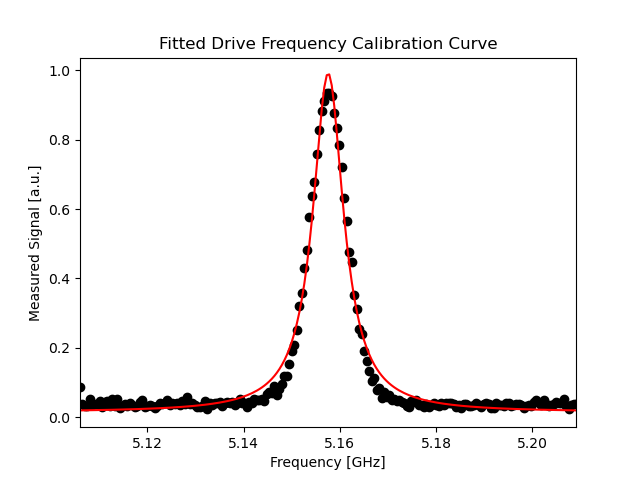 Fitted Drive Frequency Calibration Curve
Measured Signal [a.u.]
1.0
0.8
0.6
0.4
0.2
0.0
5.12 5.14 5.16 5.18 5.20
Frequency [GHz]